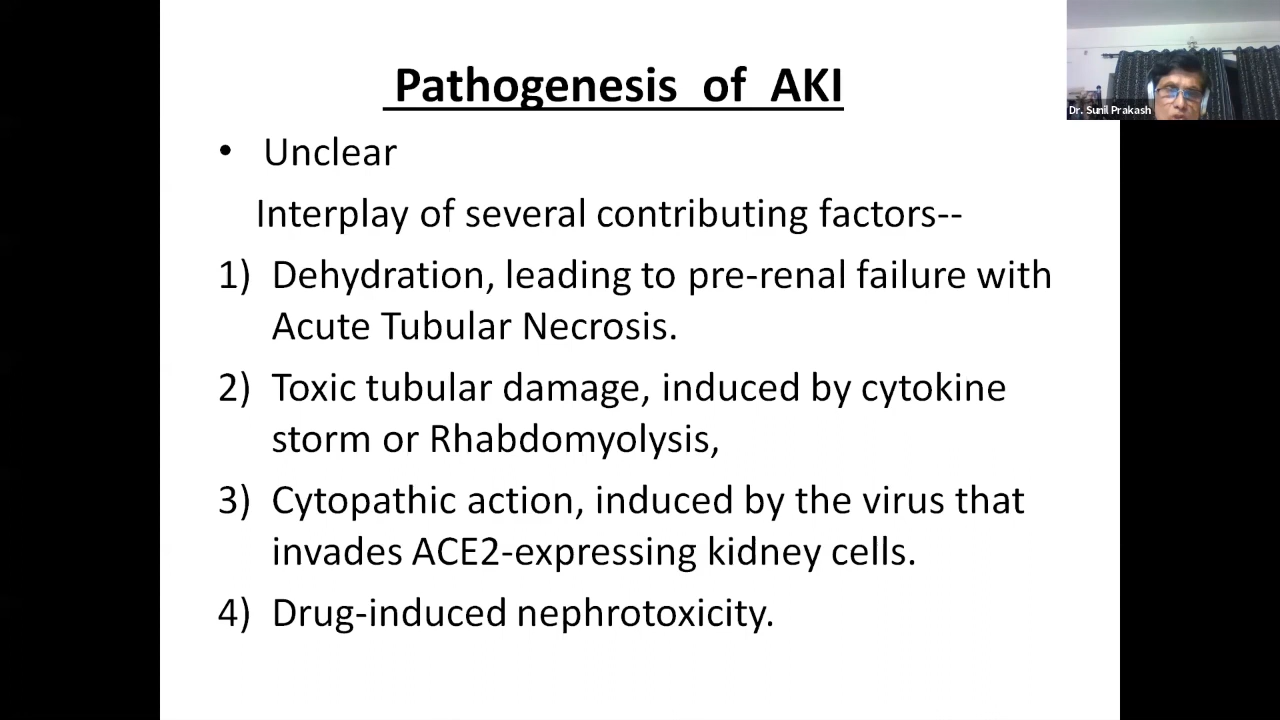 Pathogenesis of AKI
Dr. Sunil Prakash
• Unclear
Interplay of several contributing factors--
1) Dehydration, leading to pre-renal failure with
Acute Tubular Necrosis.
2) Toxic tubular damage, induced by cytokine
storm or Rhabdomyolysis,
3) Cytopathic action, induced by the virus that
invades ACE2-expressing kidney cells.
4) Drug-induced nephrotoxicity.